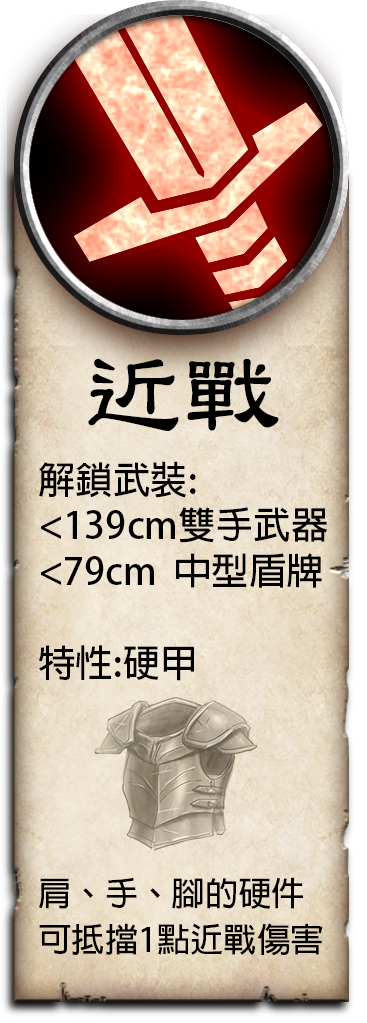 近戰
解鎖武裝:
<139cm雙手武器
<79cm 中型盾牌
特性:硬甲
肩、手、腳的硬件
可抵擋1點近戰傷害